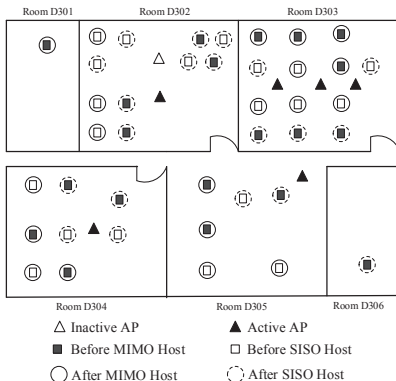 Room D301 Room D302 Room D303
Room D304 Room D305 Room D306
Inactive AP Active AP
Before MIMO Host Before SISO Host
After MIMO Host After SISO Host